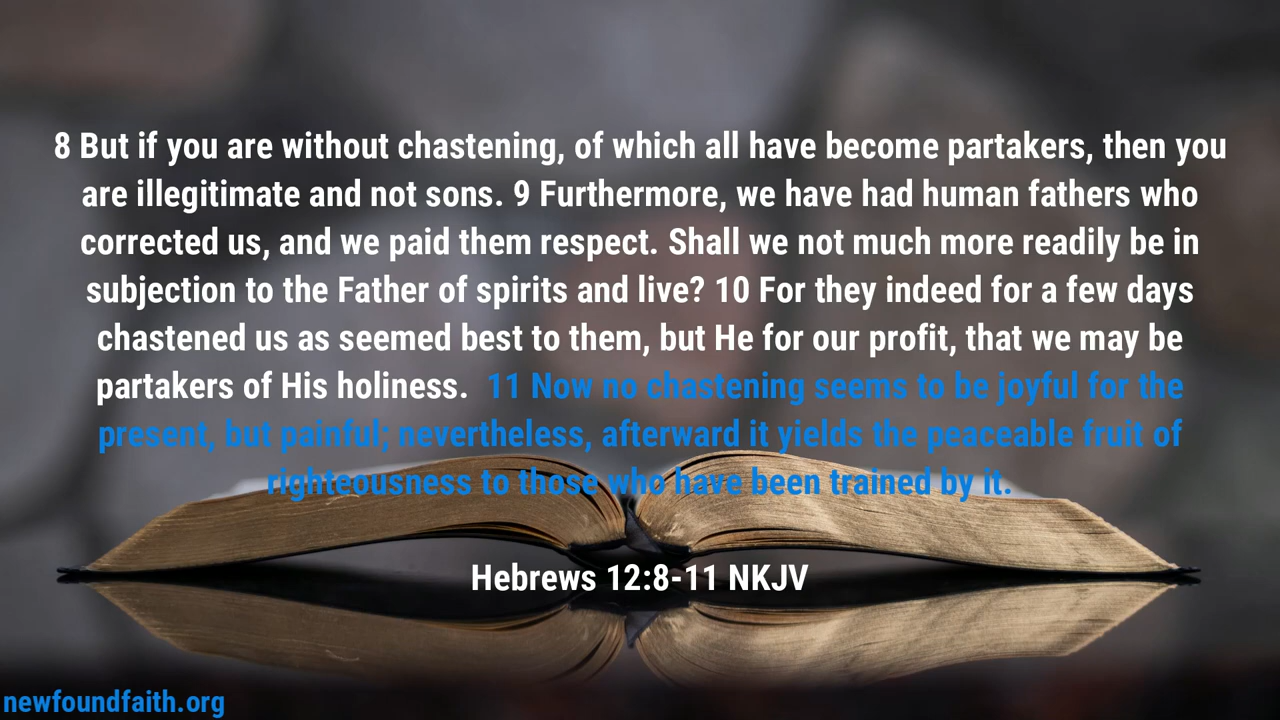 8 But if you are without chastening, of which all have become partakers, then you
are illegitimate and not sons. 9 Furthermore, we have had human fathers who
corrected us, and we paid them respect. Shall we not much more readily be in
subjection to the Father of spirits and live? 10 For they indeed for a few days
chastened us as seemed best to them, but He for our profit, that we may be
partakers of His holiness. 11 Now no chastening seems to be joyful for the
present, but painful; nevertheless, afterward it yields the peaceable fruit of
righteousness to those who have been trained by it.
Hebrews 12:8-11 NKJV
newfoundfaith.org